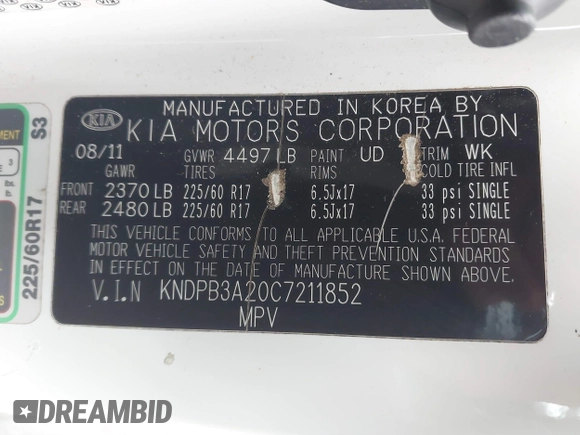 MANUFACTURED IN KOREA BY
KIA KIA MOTORS CORPORATION
08/11 GVWR 4497 LB PAINT UD TRIM WK
GAWR TIRES RIMS COLD TIRE INFL
FRONT 2370 LB 225/60 R17 6.5Jx17 33 psi SINGLE
REAR 2480 LB 225/60 R17 6.5Jx17 33 psi SINGLE
THIS VEHICLE CONFORMS TO ALL APPLICABLE U.S.A. FEDERAL
MOTOR VEHICLE SAFETY AND THEFT PREVENTION STANDARDS
IN EFFECT ON THE DATE OF MANUFACTURE SHOWN ABOVE.
V.I.N KNDPB3A20C7211852
MPV
S3
225/60R17
DREAMBID